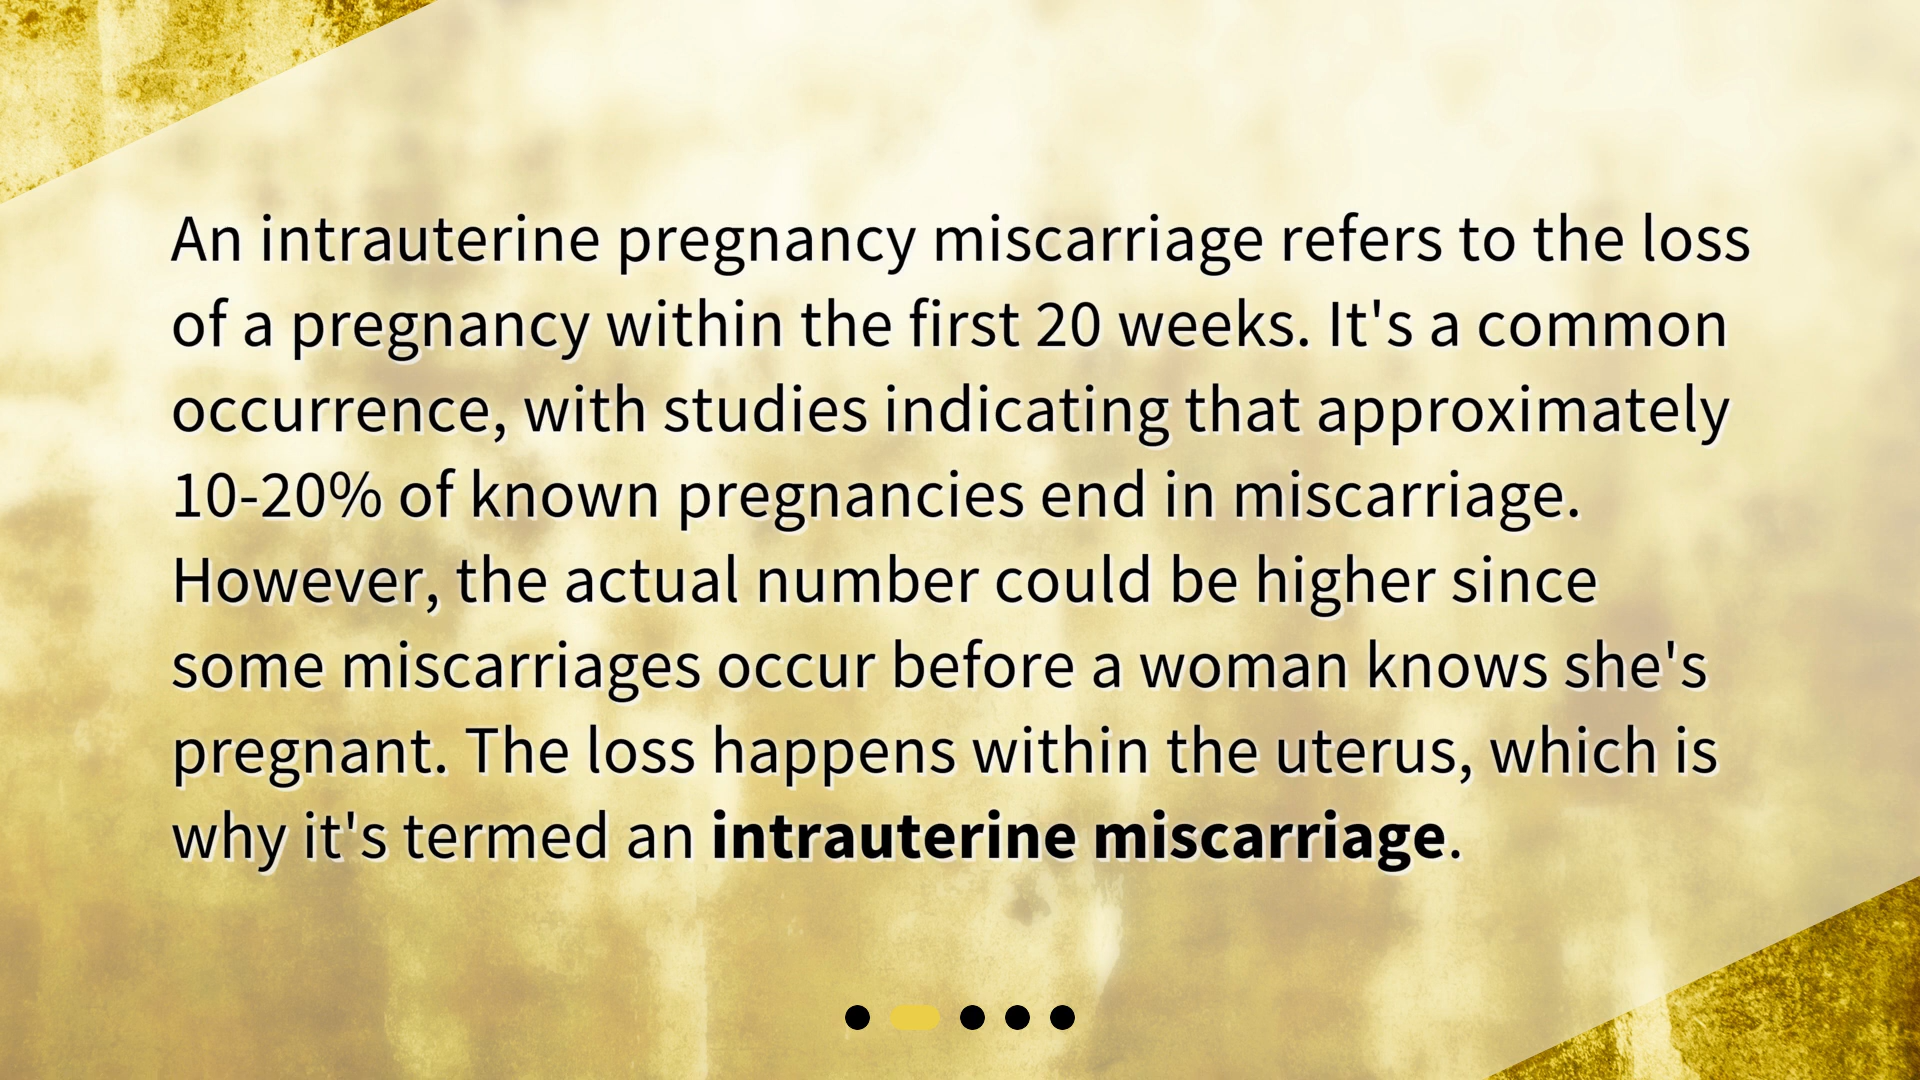 An intrauterine pregnancy miscarriage refers to the loss
of a pregnancy within the first 20 weeks. It's a common
occurrence, with studies indicating that approximately
10-20% of known pregnancies end in miscarriage.
However, the actual number could be higher since
some miscarriages occur before a woman knows she's
pregnant. The loss happens within the uterus, which is
why it's termed an intrauterine miscarriage.